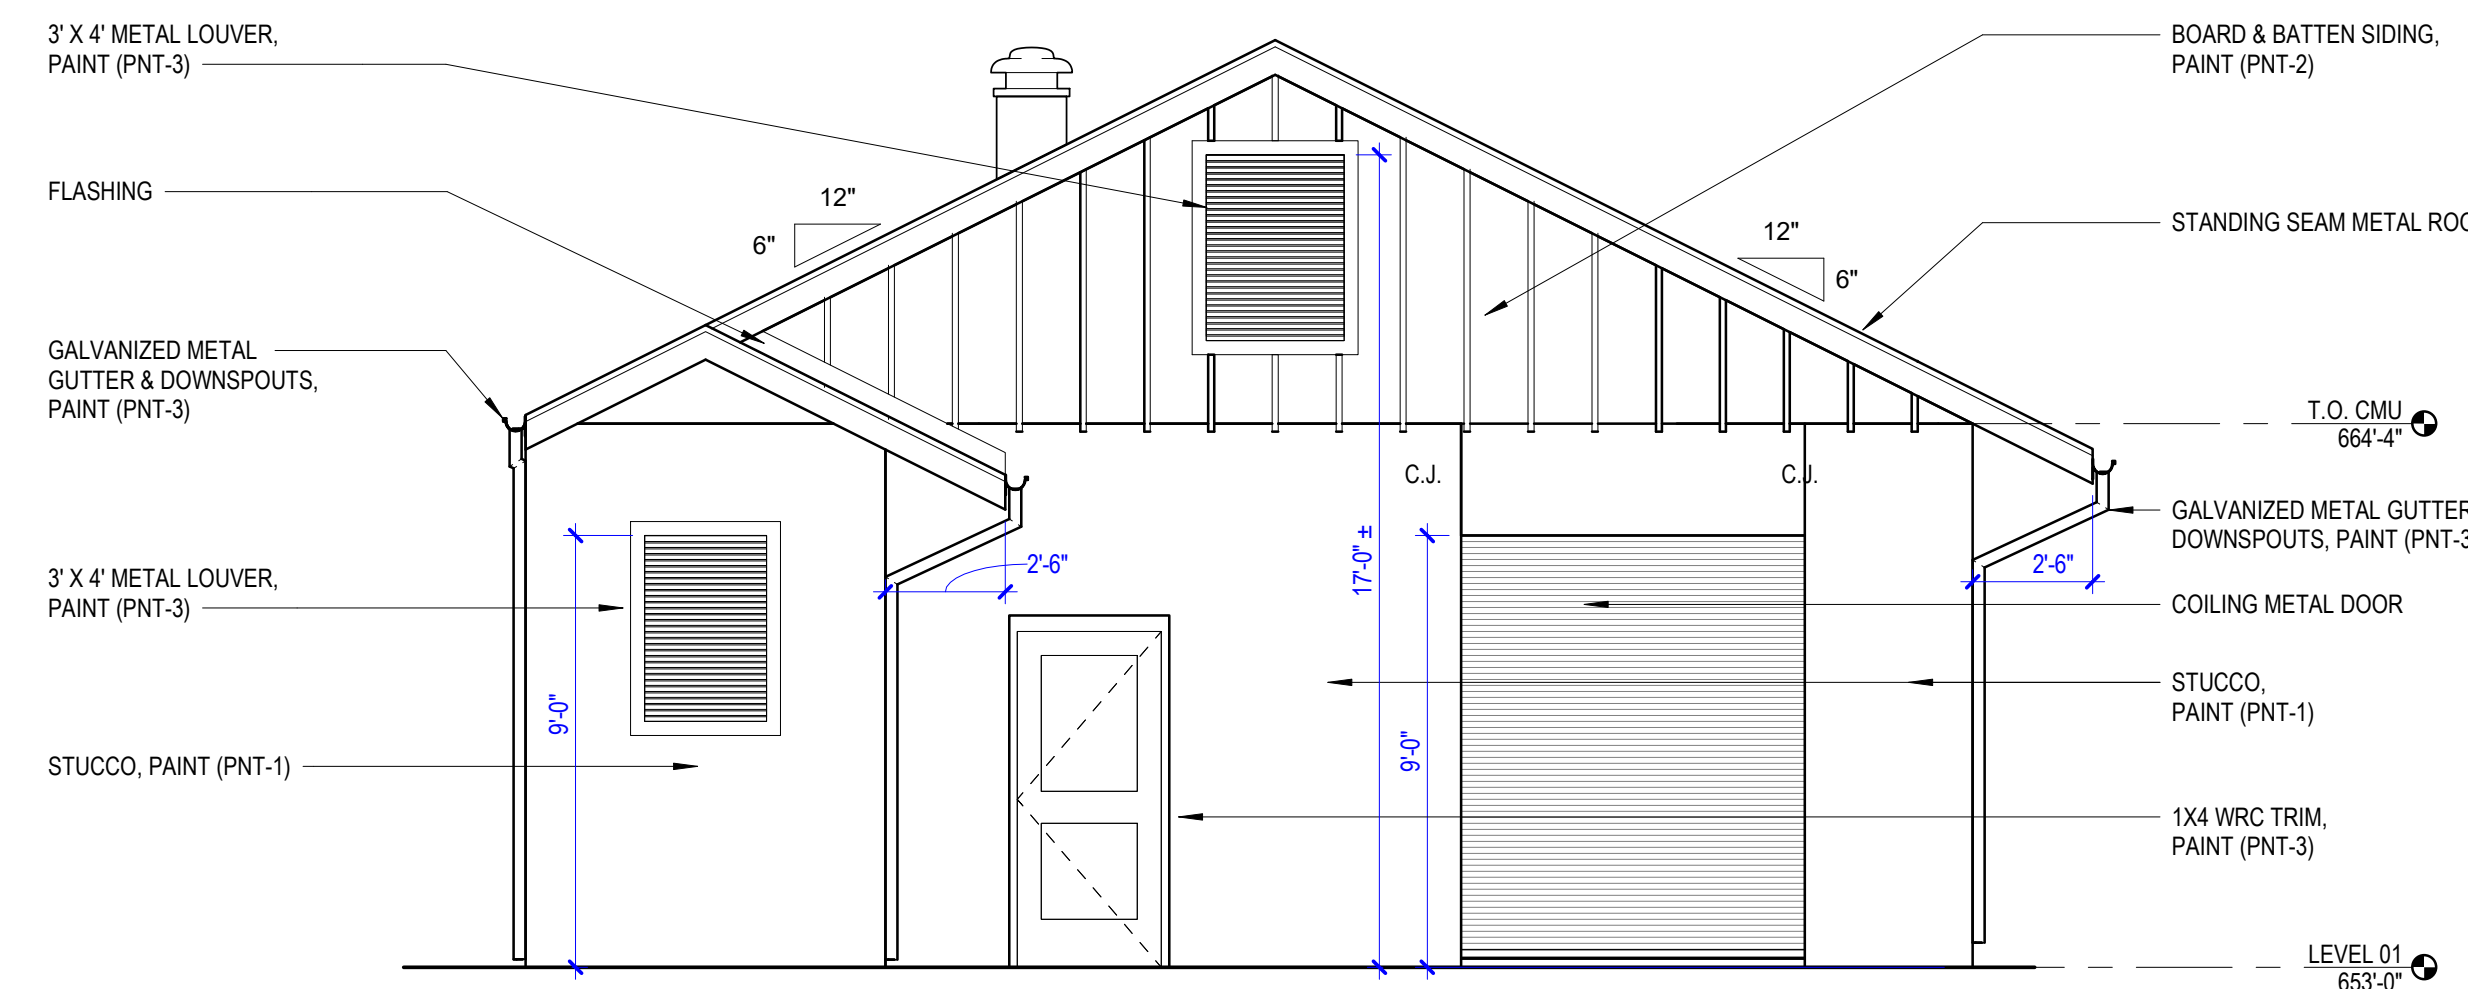 3' X 4' METAL LOUVER,
PAINT (PNT-3)
FLASHING
GALVANIZED METAL
GUTTER & DOWNSPOUTS,
PAINT (PNT-3)
3' X 4' METAL LOUVER,
PAINT (PNT-3)
STUCCO, PAINT (PNT-1)
12"
6"
12"
6"
C.J.
C.J.
9'-0"
2'-6"
17'-0" ±
9'-0"
2'-6"
BOARD & BATTEN SIDING,
PAINT (PNT-2)
STANDING SEAM METAL ROO
T.O. CMU
664'-4"
GALVANIZED METAL GUTTER
DOWNSPOUTS, PAINT (PNT-3
COILING METAL DOOR
STUCCO,
PAINT (PNT-1)
1X4 WRC TRIM,
PAINT (PNT-3)
LEVEL 01
653'-0"